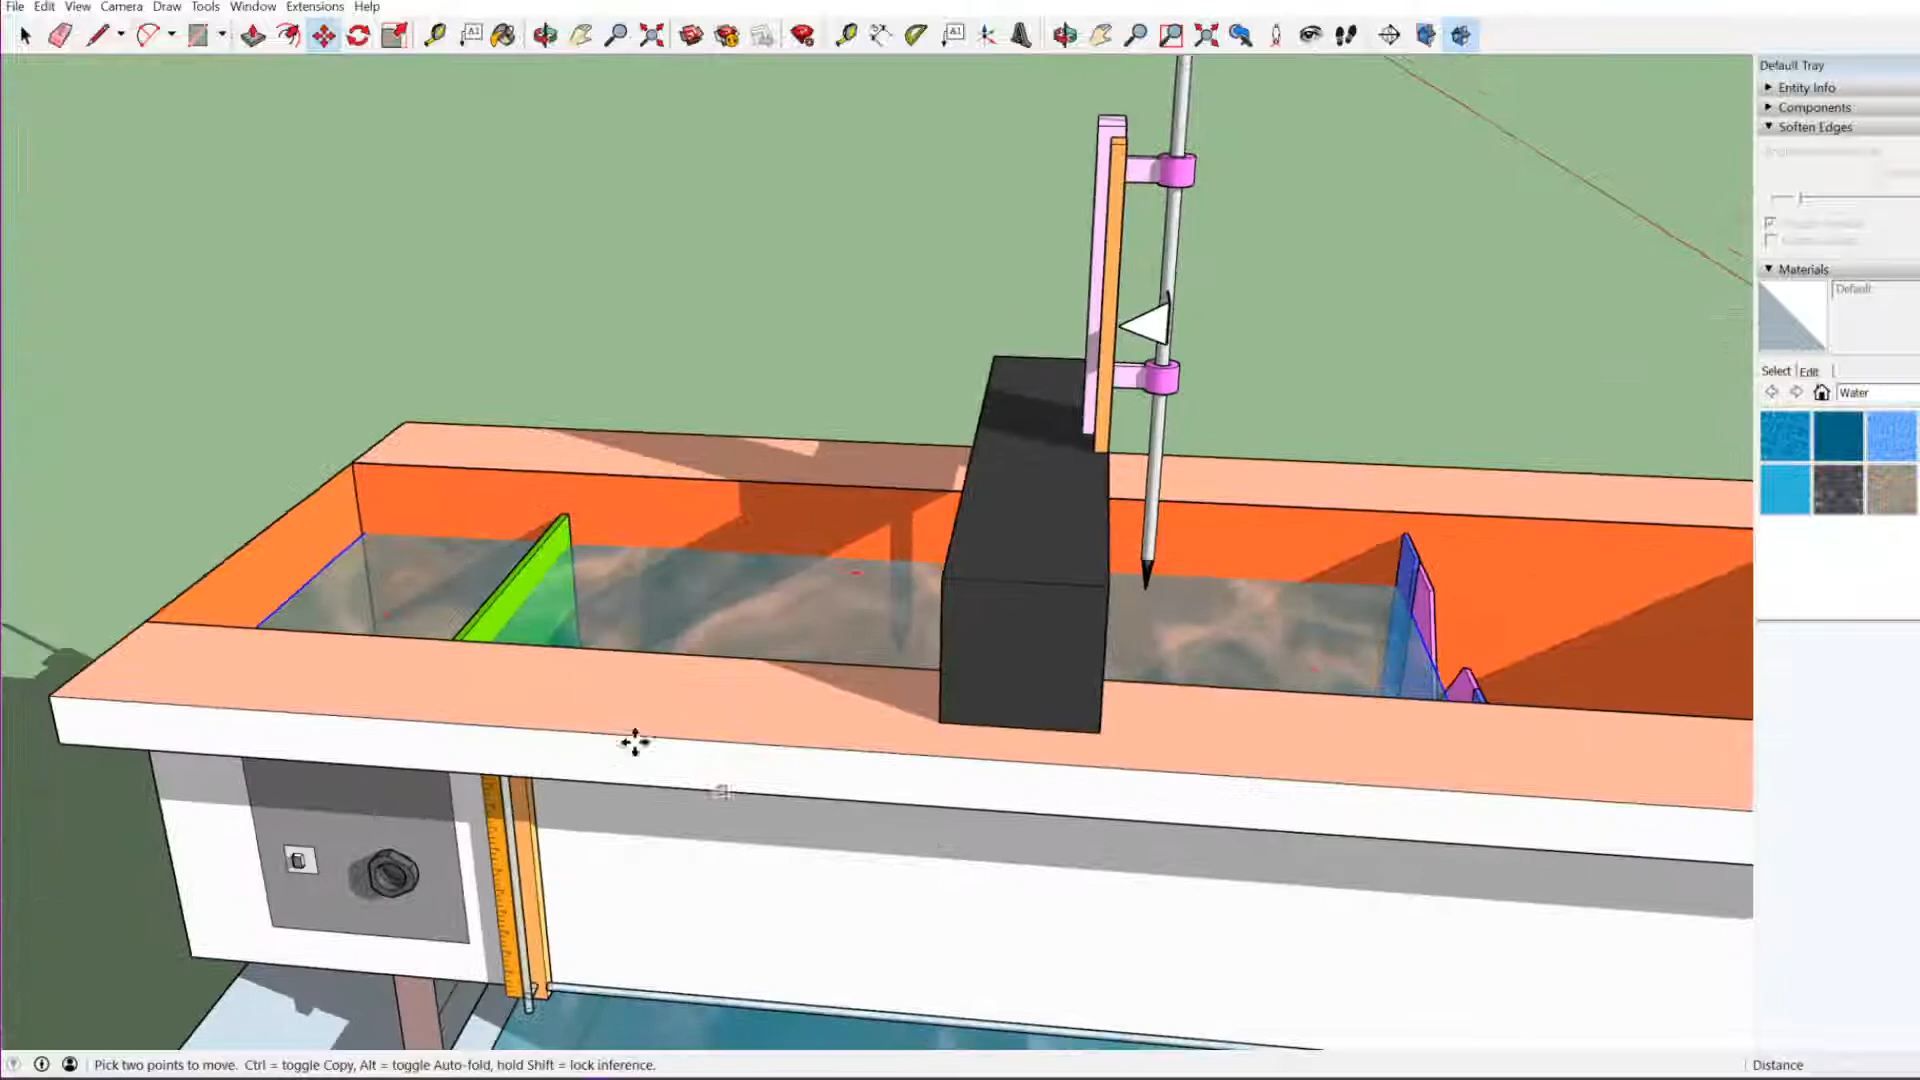 File Edit View Camera Draw Tools Window Extensions Help
A1
A1
Default Tray
Entity Info
Components
Soften Edges
Materials
Default
Select Edit
Water
Pick two points to move. Ctrl = toggle Copy, Alt = toggle Auto-fold, hold Shift = lock inference.
Distance